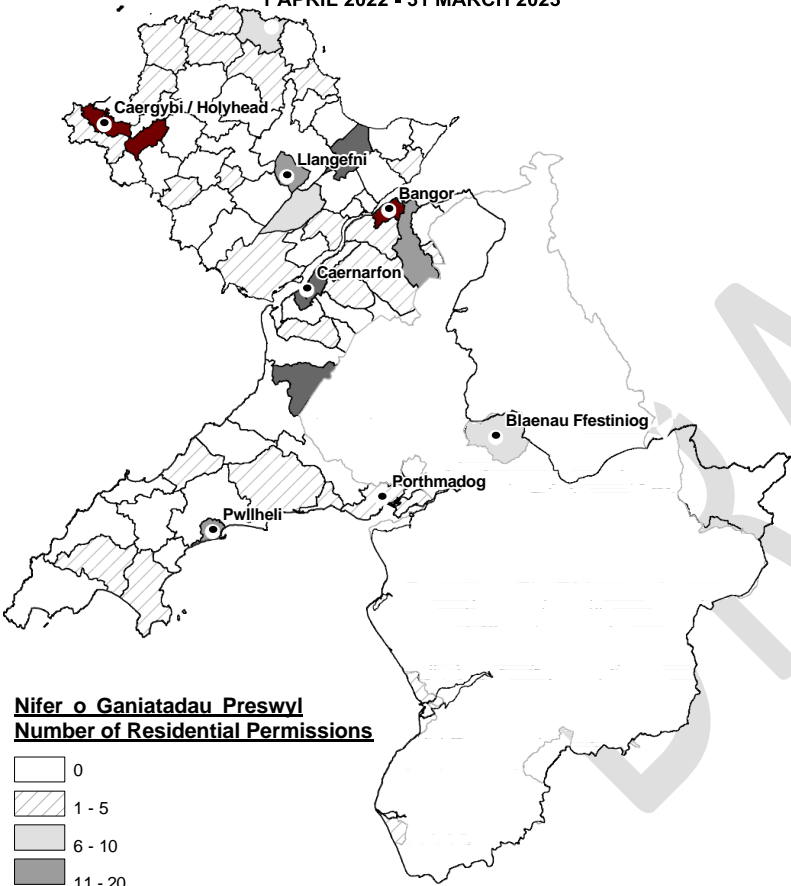 1 APRIL 2022 - 31 MARCH 2023
Caergybi / Holyhead
Llangefni
Bangor
Caernarfon
Blaenau Ffestiniog
Porthmadog
Pwllheli
Nifer o Ganiatadau Preswyl
Number of Residential Permissions
0
1 - 5
6 - 10
11 - 20